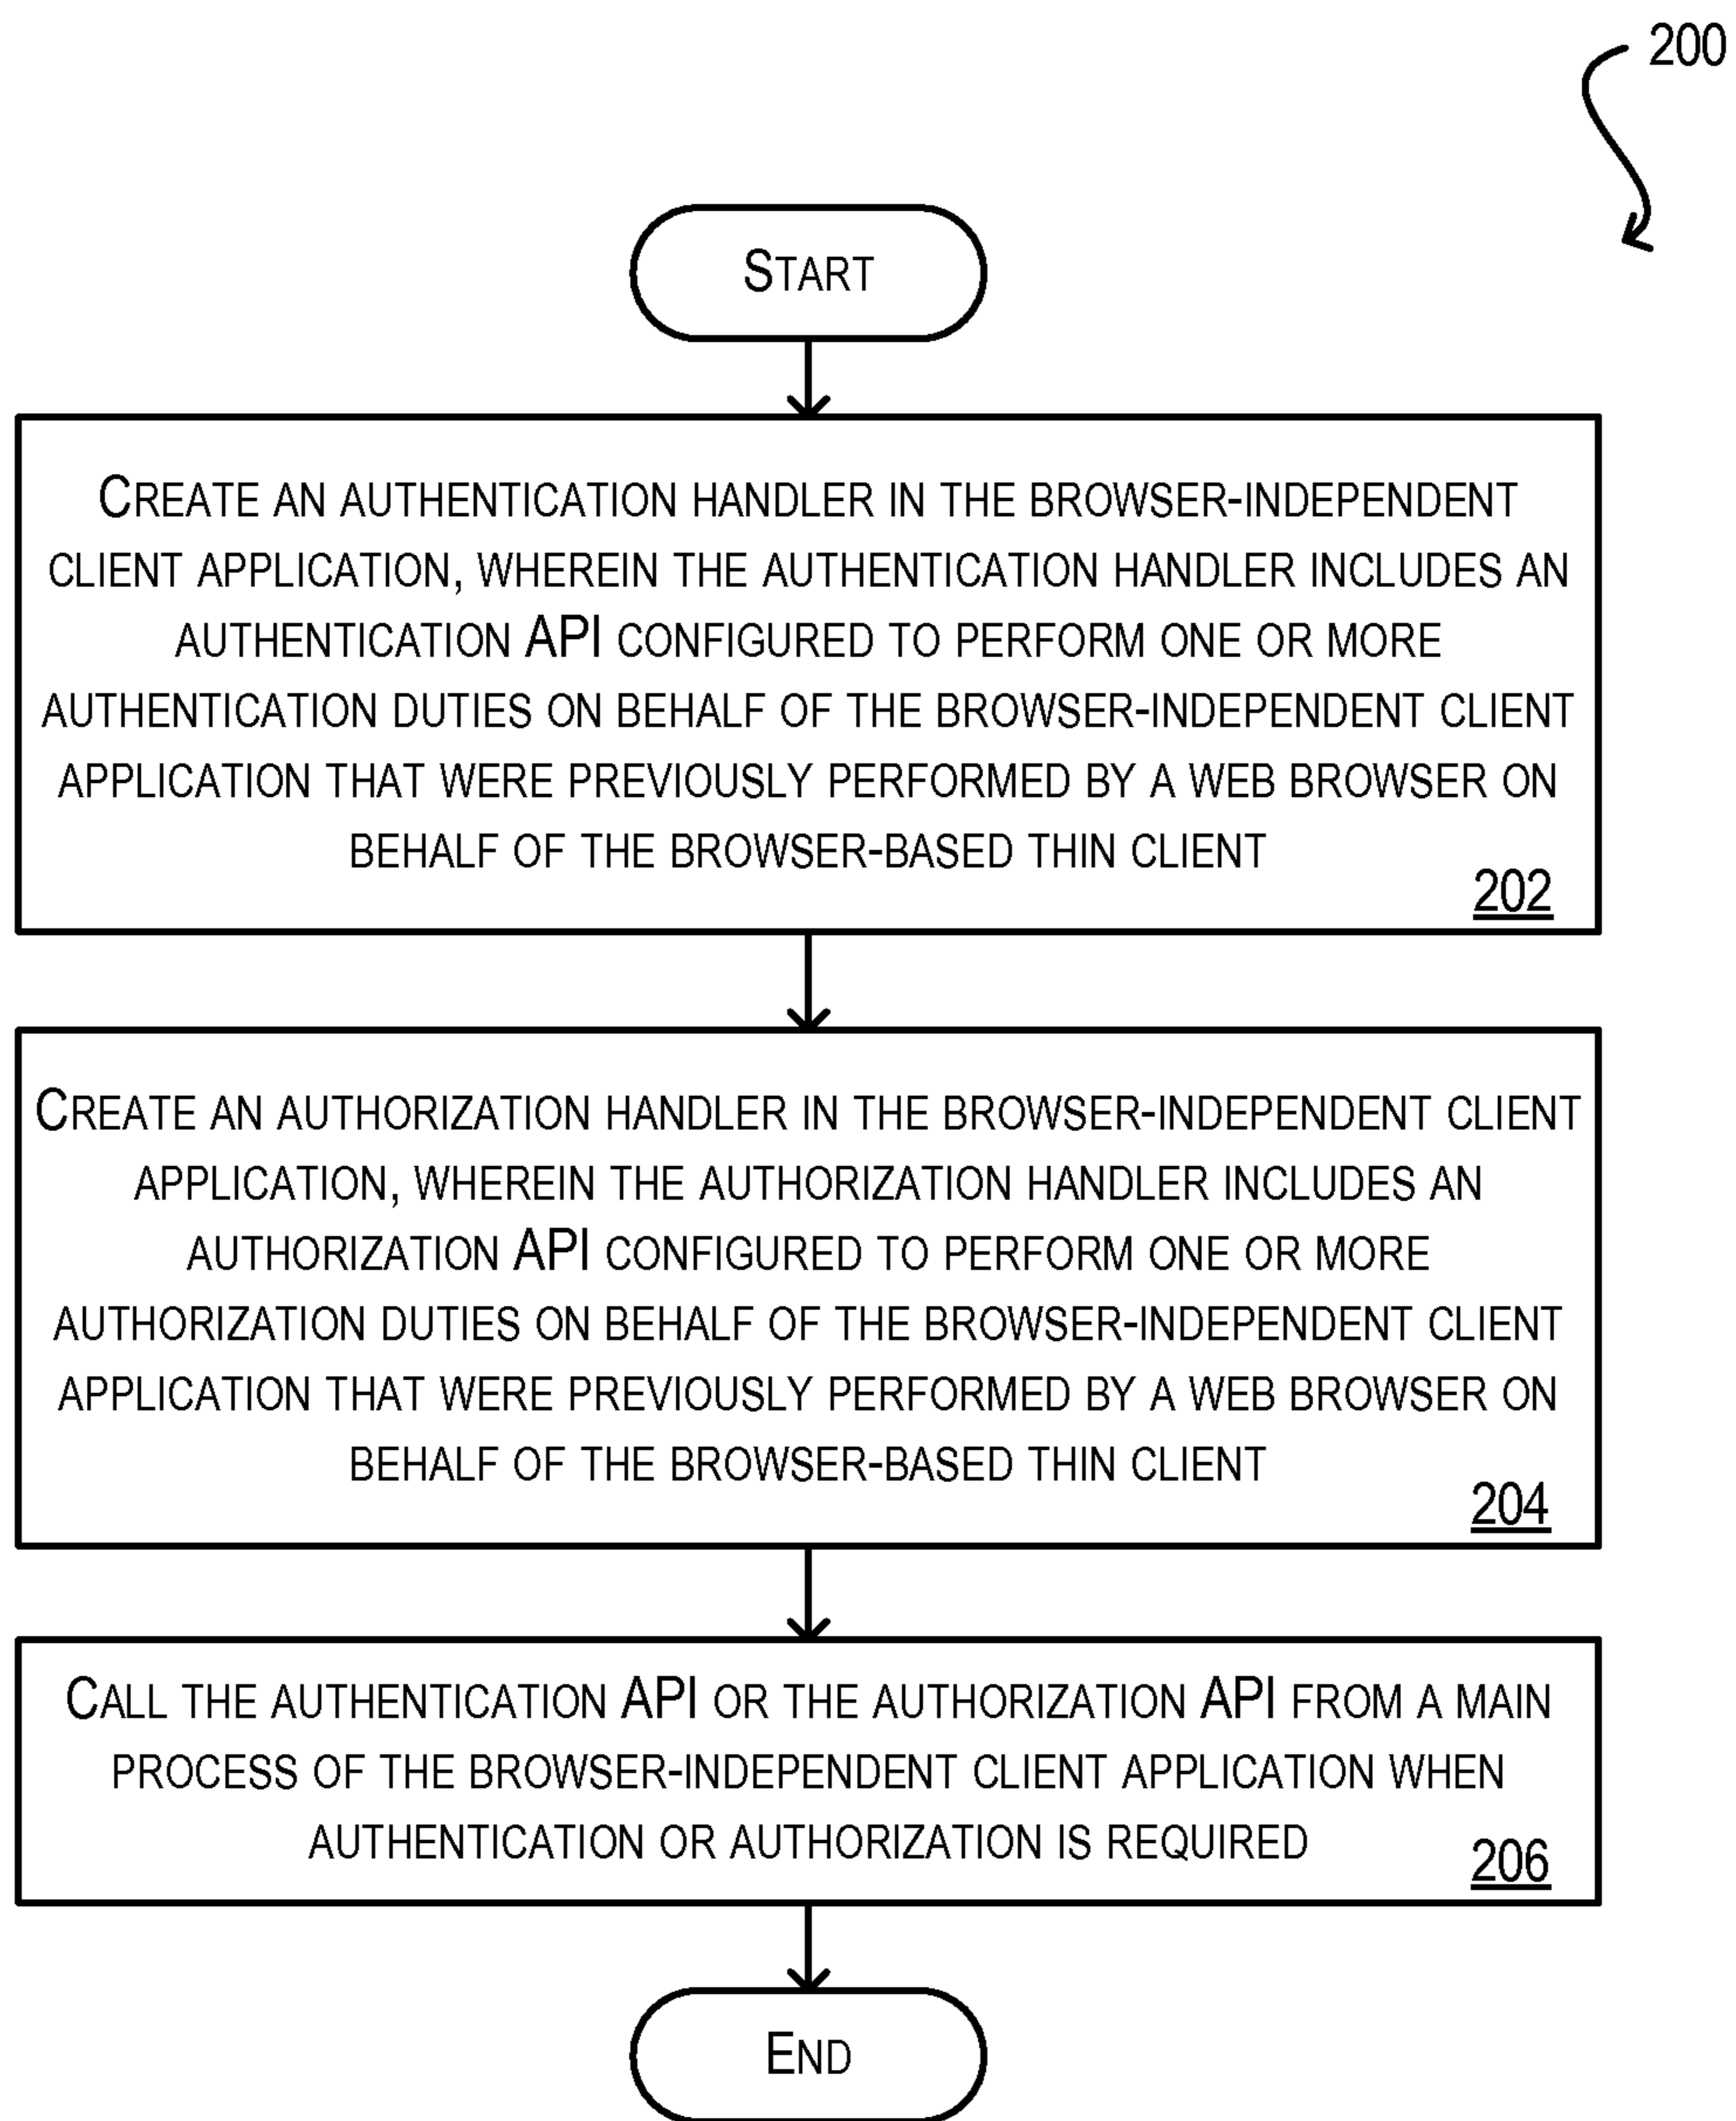 200
START
CREATE AN AUTHENTICATION HANDLER IN THE BROWSER-INDEPENDENT
CLIENT APPLICATION, WHEREIN THE AUTHENTICATION HANDLER INCLUDES AN
AUTHENTICATION API CONFIGURED TO PERFORM ONE OR MORE
AUTHENTICATION DUTIES ON BEHALF OF THE BROWSER-INDEPENDENT CLIENT
APPLICATION THAT WERE PREVIOUSLY PERFORMED BY A WEB BROWSER ON
BEHALF OF THE BROWSER-BASED THIN CLIENT
202
CREATE AN AUTHORIZATION HANDLER IN THE BROWSER-INDEPENDENT CLIENT
APPLICATION, WHEREIN THE AUTHORIZATION HANDLER INCLUDES AN
AUTHORIZATION API CONFIGURED TO PERFORM ONE OR MORE
AUTHORIZATION DUTIES ON BEHALF OF THE BROWSER-INDEPENDENT CLIENT
APPLICATION THAT WERE PREVIOUSLY PERFORMED BY A WEB BROWSER ON
BEHALF OF THE BROWSER-BASED THIN CLIENT
204
CALL THE AUTHENTICATION API OR THE AUTHORIZATION API FROM A MAIN
PROCESS OF THE BROWSER-INDEPENDENT CLIENT APPLICATION WHEN
AUTHENTICATION OR AUTHORIZATION IS REQUIRED
206
END